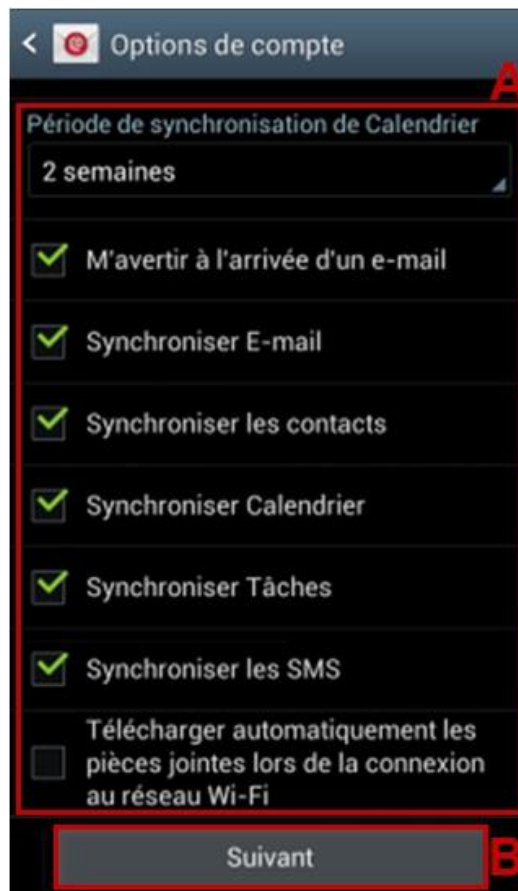 Options de compte
A
Période de synchronisation de Calendrier
2 semaines
M'avertir à l'arrivée d'un e-mail
Synchroniser E-mail
Synchroniser les contacts
Synchroniser Calendrier
Synchroniser Tâches
Synchroniser les SMS
Télécharger automatiquement les
pièces jointes lors de la connexion
au réseau Wi-Fi
Suivant
B